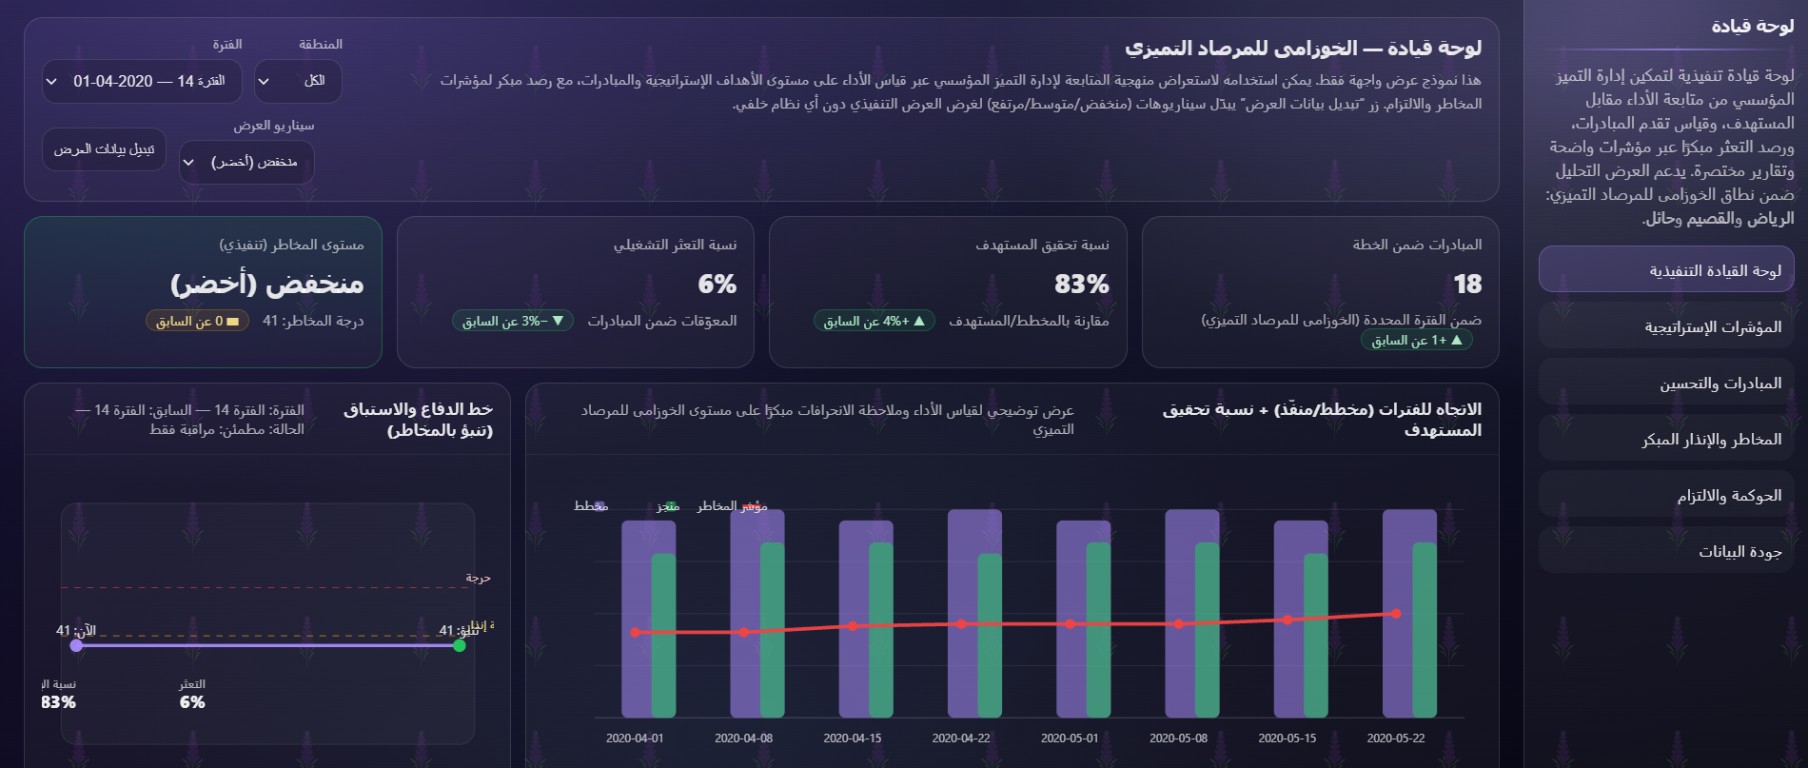 لوحة قيادة
لوحة قيادة تنفيذية لتمكين إدارة التميز
المؤسسي من متابعة الأداء مقابل
المستهدف، وقياس تقدم المبادرات،
ورصد التعثر مبكرًا عبر مؤشرات واضحة
وتقارير مختصرة. يدعم العرض التحليل
ضمن نطاق الخوزامى للمرصاد التميزي:
الرياض والقصيم وحائل.
لوحة القيادة التنفيذية
المؤشرات الإستراتيجية
المبادرات والتحسين
المخاطر والإنذار المبكر
الحوكمة والالتزام
جودة البيانات
لوحة قيادة — الخوزامى للمرصاد التميزي
هذا نموذج عرض واجهة فقط. يمكن استخدامه لاستعراض منهجية المتابعة لإدارة التميز المؤسسي عبر قياس الأداء على مستوى الأهداف الإستراتيجية والمبادرات، مع رصد مبكر لمؤشرات
المخاطر والالتزام. زر "تبديل بيانات العرض" يبدّل سيناريوهات (منخفض/متوسط/مرتفع) لغرض العرض التنفيذي دون أي نظام خلفي.
المنطقة
الكل
الفترة
الفترة 14 — 2020-04-01
سيناريو العرض
منخفض (أخضر)
تبديل بيانات العرض
المبادرات ضمن الخطة
18
ضمن الفترة المحددة (الخوزامى للمرصاد التميزي)
▲ +1 عن السابق
نسبة تحقيق المستهدف
83%
مقارنة بالمخطط/المستهدف ▲ +4% عن السابق
نسبة التعثر التشغيلي
6%
المعوّقات ضمن المبادرات ▼ −3% عن السابق
مستوى المخاطر (تنفيذي)
منخفض (أخضر)
درجة المخاطر: 41 0 عن السابق
الاتجاه للفترات (مخطط/منفّذ) + نسبة تحقيق
المستهدف
عرض توضيحي لقياس الأداء وملاحظة الانحرافات مبكرًا على مستوى الخوزامى للمرصاد
التميزي
مؤشر المخاطر
منجز
مخطط
2020-04-01
2020-04-08
2020-04-15
2020-04-22
2020-05-01
2020-05-08
2020-05-15
2020-05-22
خط الدفاع والاستباق
(تنبؤ بالمخاطر)
الفترة: الفترة 14 — السابق: الفترة 14 —
الحالة: مطمئن: مراقبة فقط
حرجة
تنبؤ: 41
الآن: 41
التعثر
6%
نسبة
83%